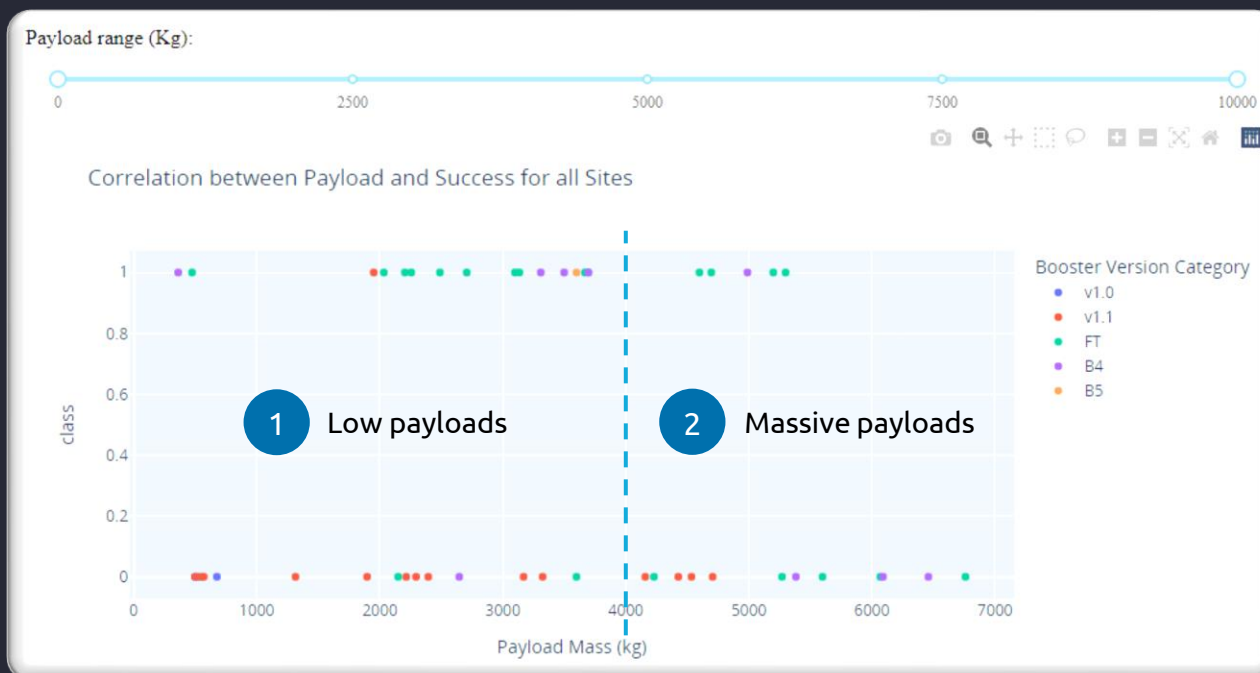 Payload range (Kg):
0 2500 5000 7500 10000
Correlation between Payload and Success for all Sites
Booster Version Category
v1.0
v1.1
FT
B4
B5
class
1
0.8
0.6
0.4
0.2
0
1 Low payloads
2 Massive payloads
0 1000 2000 3000 4000 5000 6000 7000
Payload Mass (kg)